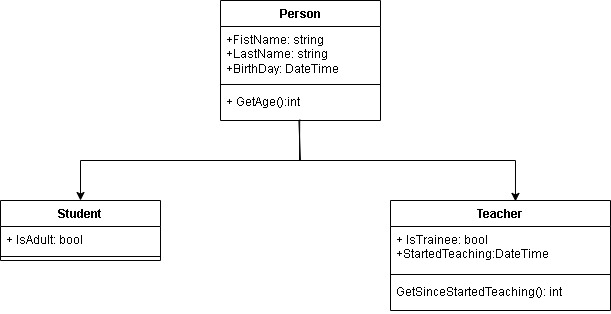 Person
+FistName: string
+LastName: string
+BirthDay: DateTime
+ GetAge():int
Student
+ IsAdult: bool
Teacher
+ IsTrainee: bool
+StartedTeaching:DateTime
GetSinceStartedTeaching(): int